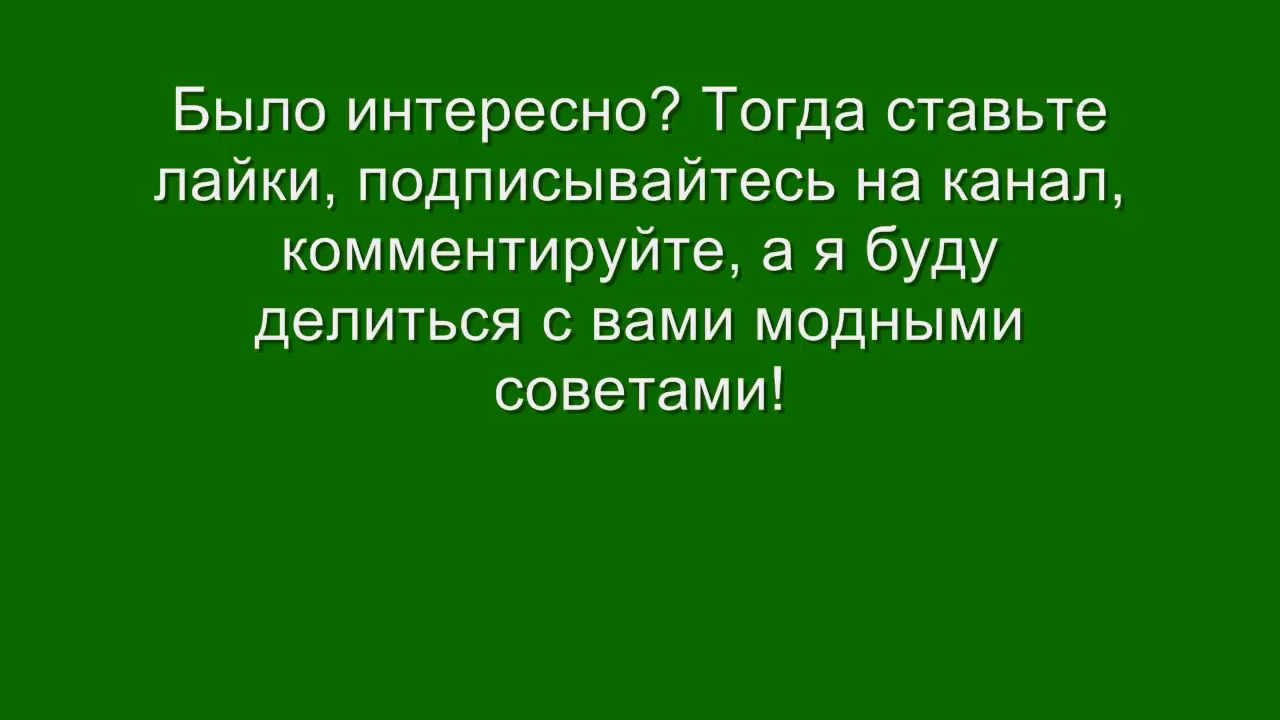 Было интересно? Тогда ставьте
лайки, подписывайтесь на канал,
комментируйте, а я буду
делиться с вами модными
советами!